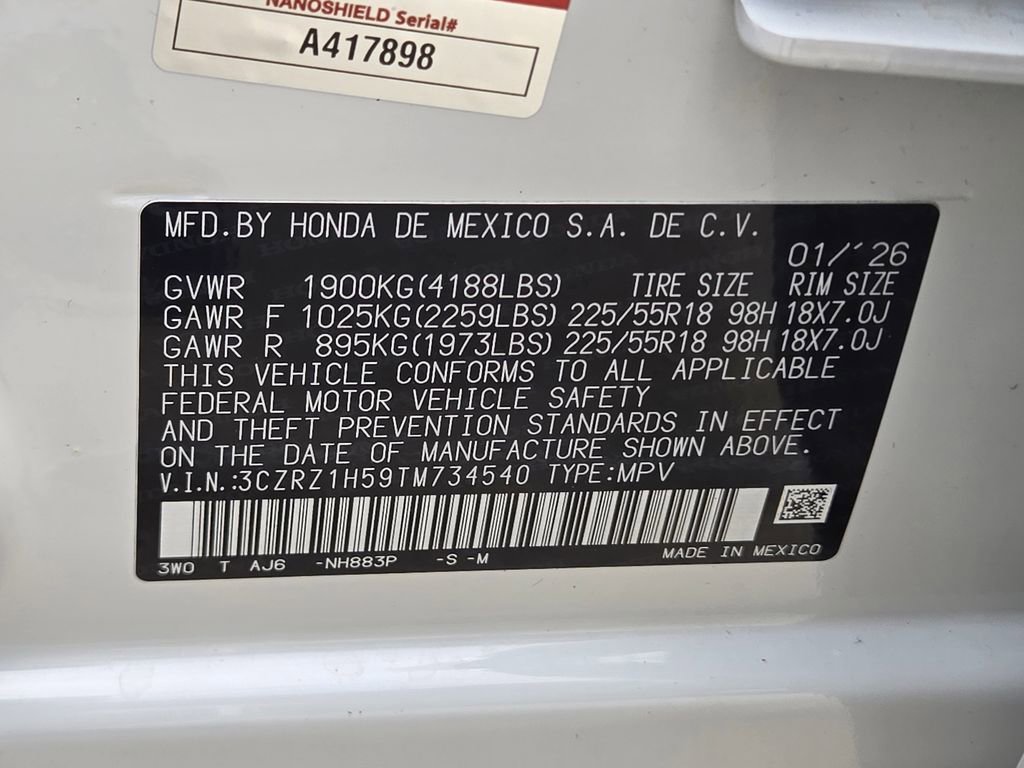 NANOSHIELD Serial#
A417898
MFD.BY HONDA DE MEXICO S.A. DE C.V.
01/'26
GVWR 1900KG(4188LBS) TIRE SIZE RIM SIZE
GAWR F 1025KG(2259LBS) 225/55R18 98H 18X7.0J
GAWR R 895KG(1973LBS) 225/55R18 98H 18X7.0J
THIS VEHICLE CONFORMS TO ALL APPLICABLE
FEDERAL MOTOR VEHICLE SAFETY
AND THEFT PREVENTION STANDARDS IN EFFECT
ON THE DATE OF MANUFACTURE SHOWN ABOVE.
V.I.N.:3CZRZ1H59TM734540 TYPE:MPV
3W0 T AJ6 -NH883P -S -M MADE IN MEXICO